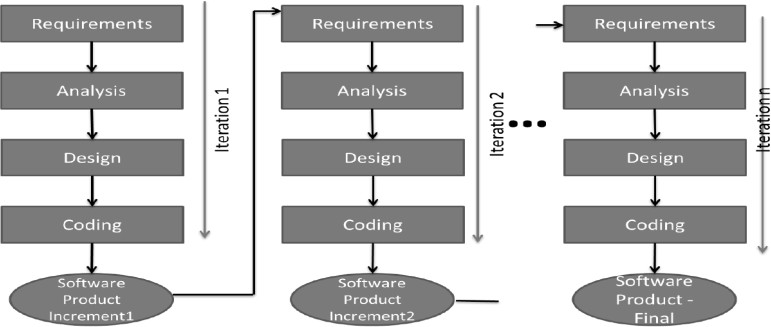 Requirements
Analysis
Design
Coding
Software
Product
Increment1
Iteration 1
Requirements
Analysis
Design
Coding
Software
Product
Increment2
Iteration 2
Requirements
Analysis
Design
Coding
Software
Product -
Final
Iteration n